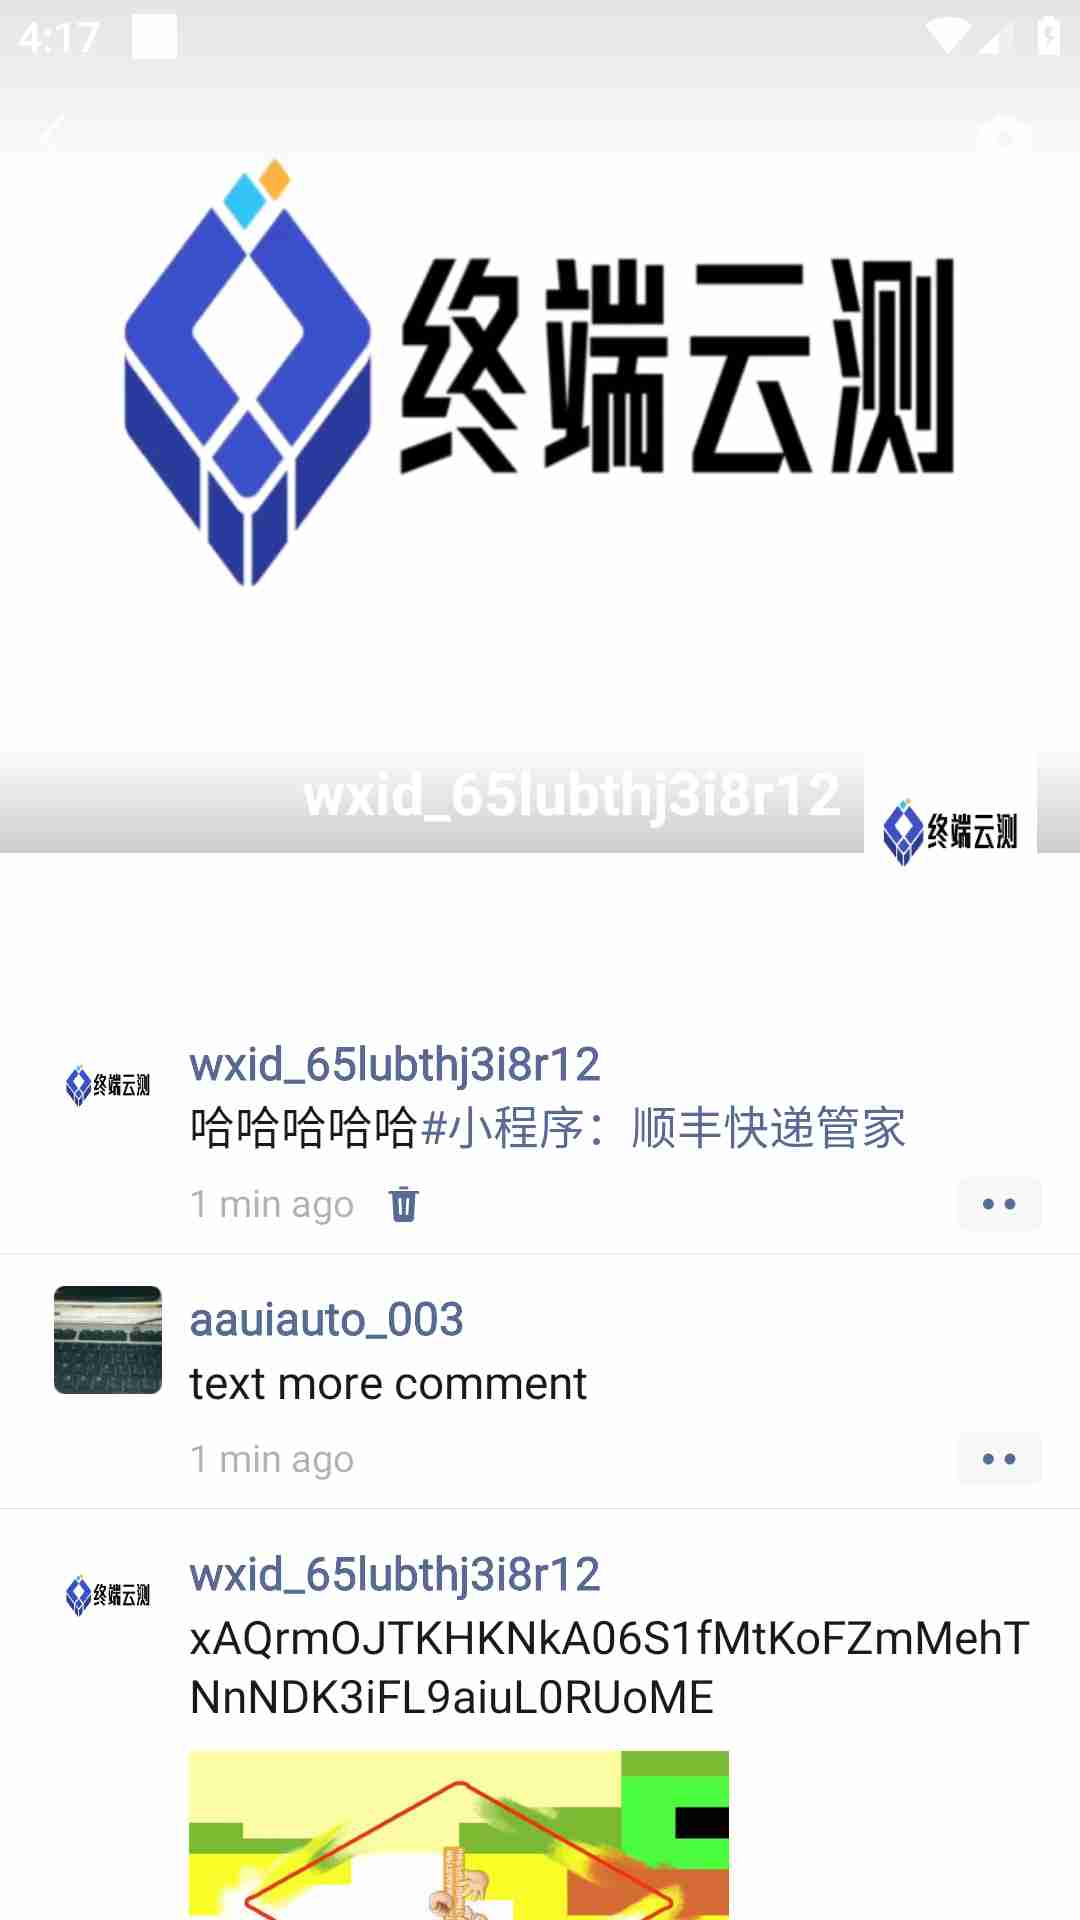 4:17
终端云测
wxid_65lubthj3i8r12
终端云测
wxid_65lubthj3i8r12
终端云测
哈哈哈哈哈#小程序：顺丰快递管家
1 min ago
aauiauto_003
text more comment
1 min ago
wxid_65lubthj3i8r12
终端云测
xAQrmOJTKHKNkA06S1fMtKoFZmMehT
NnNDK3iFL9aiuL0RUoME